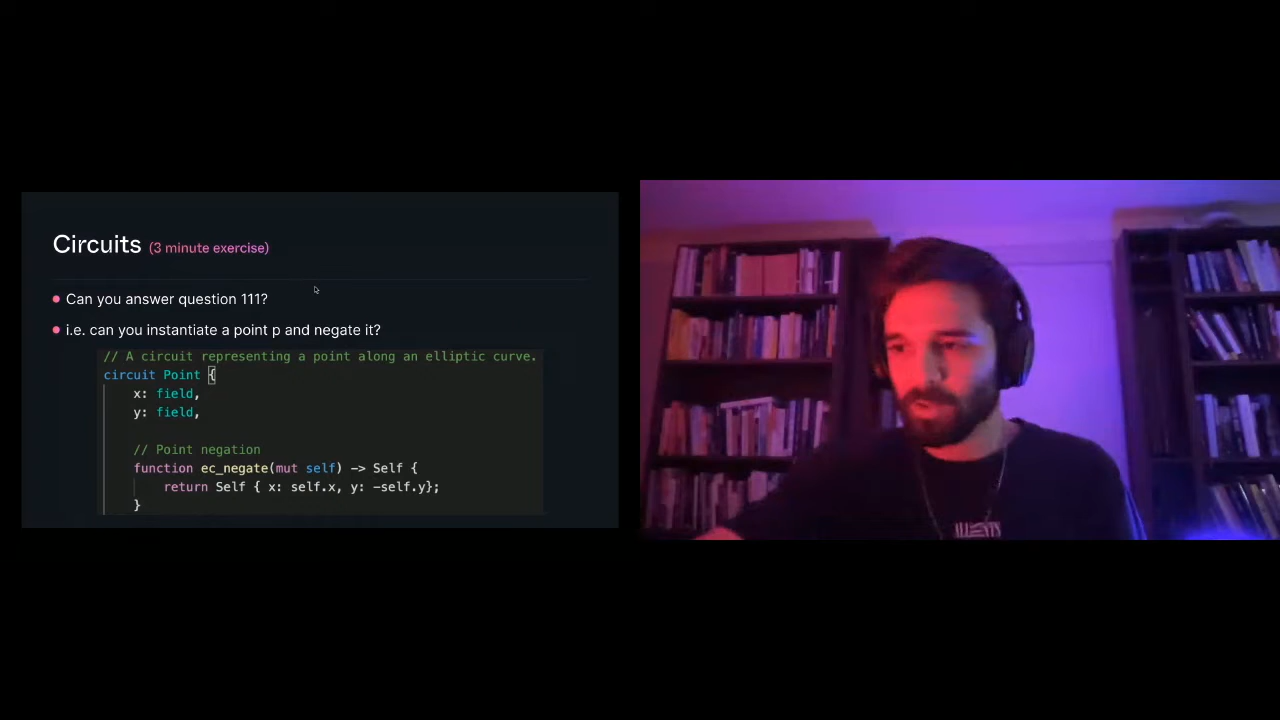 Circuits (3 minute exercise)
Can you answer question 111?
i.e. can you instantiate a point p and negate it?
// A circuit representing a point along an elliptic curve.
circuit Point {
x: field,
y: field,
// Point negation
function ec_negate(mut self) -> Self {
return Self { x: self.x, y: -self.y};
}